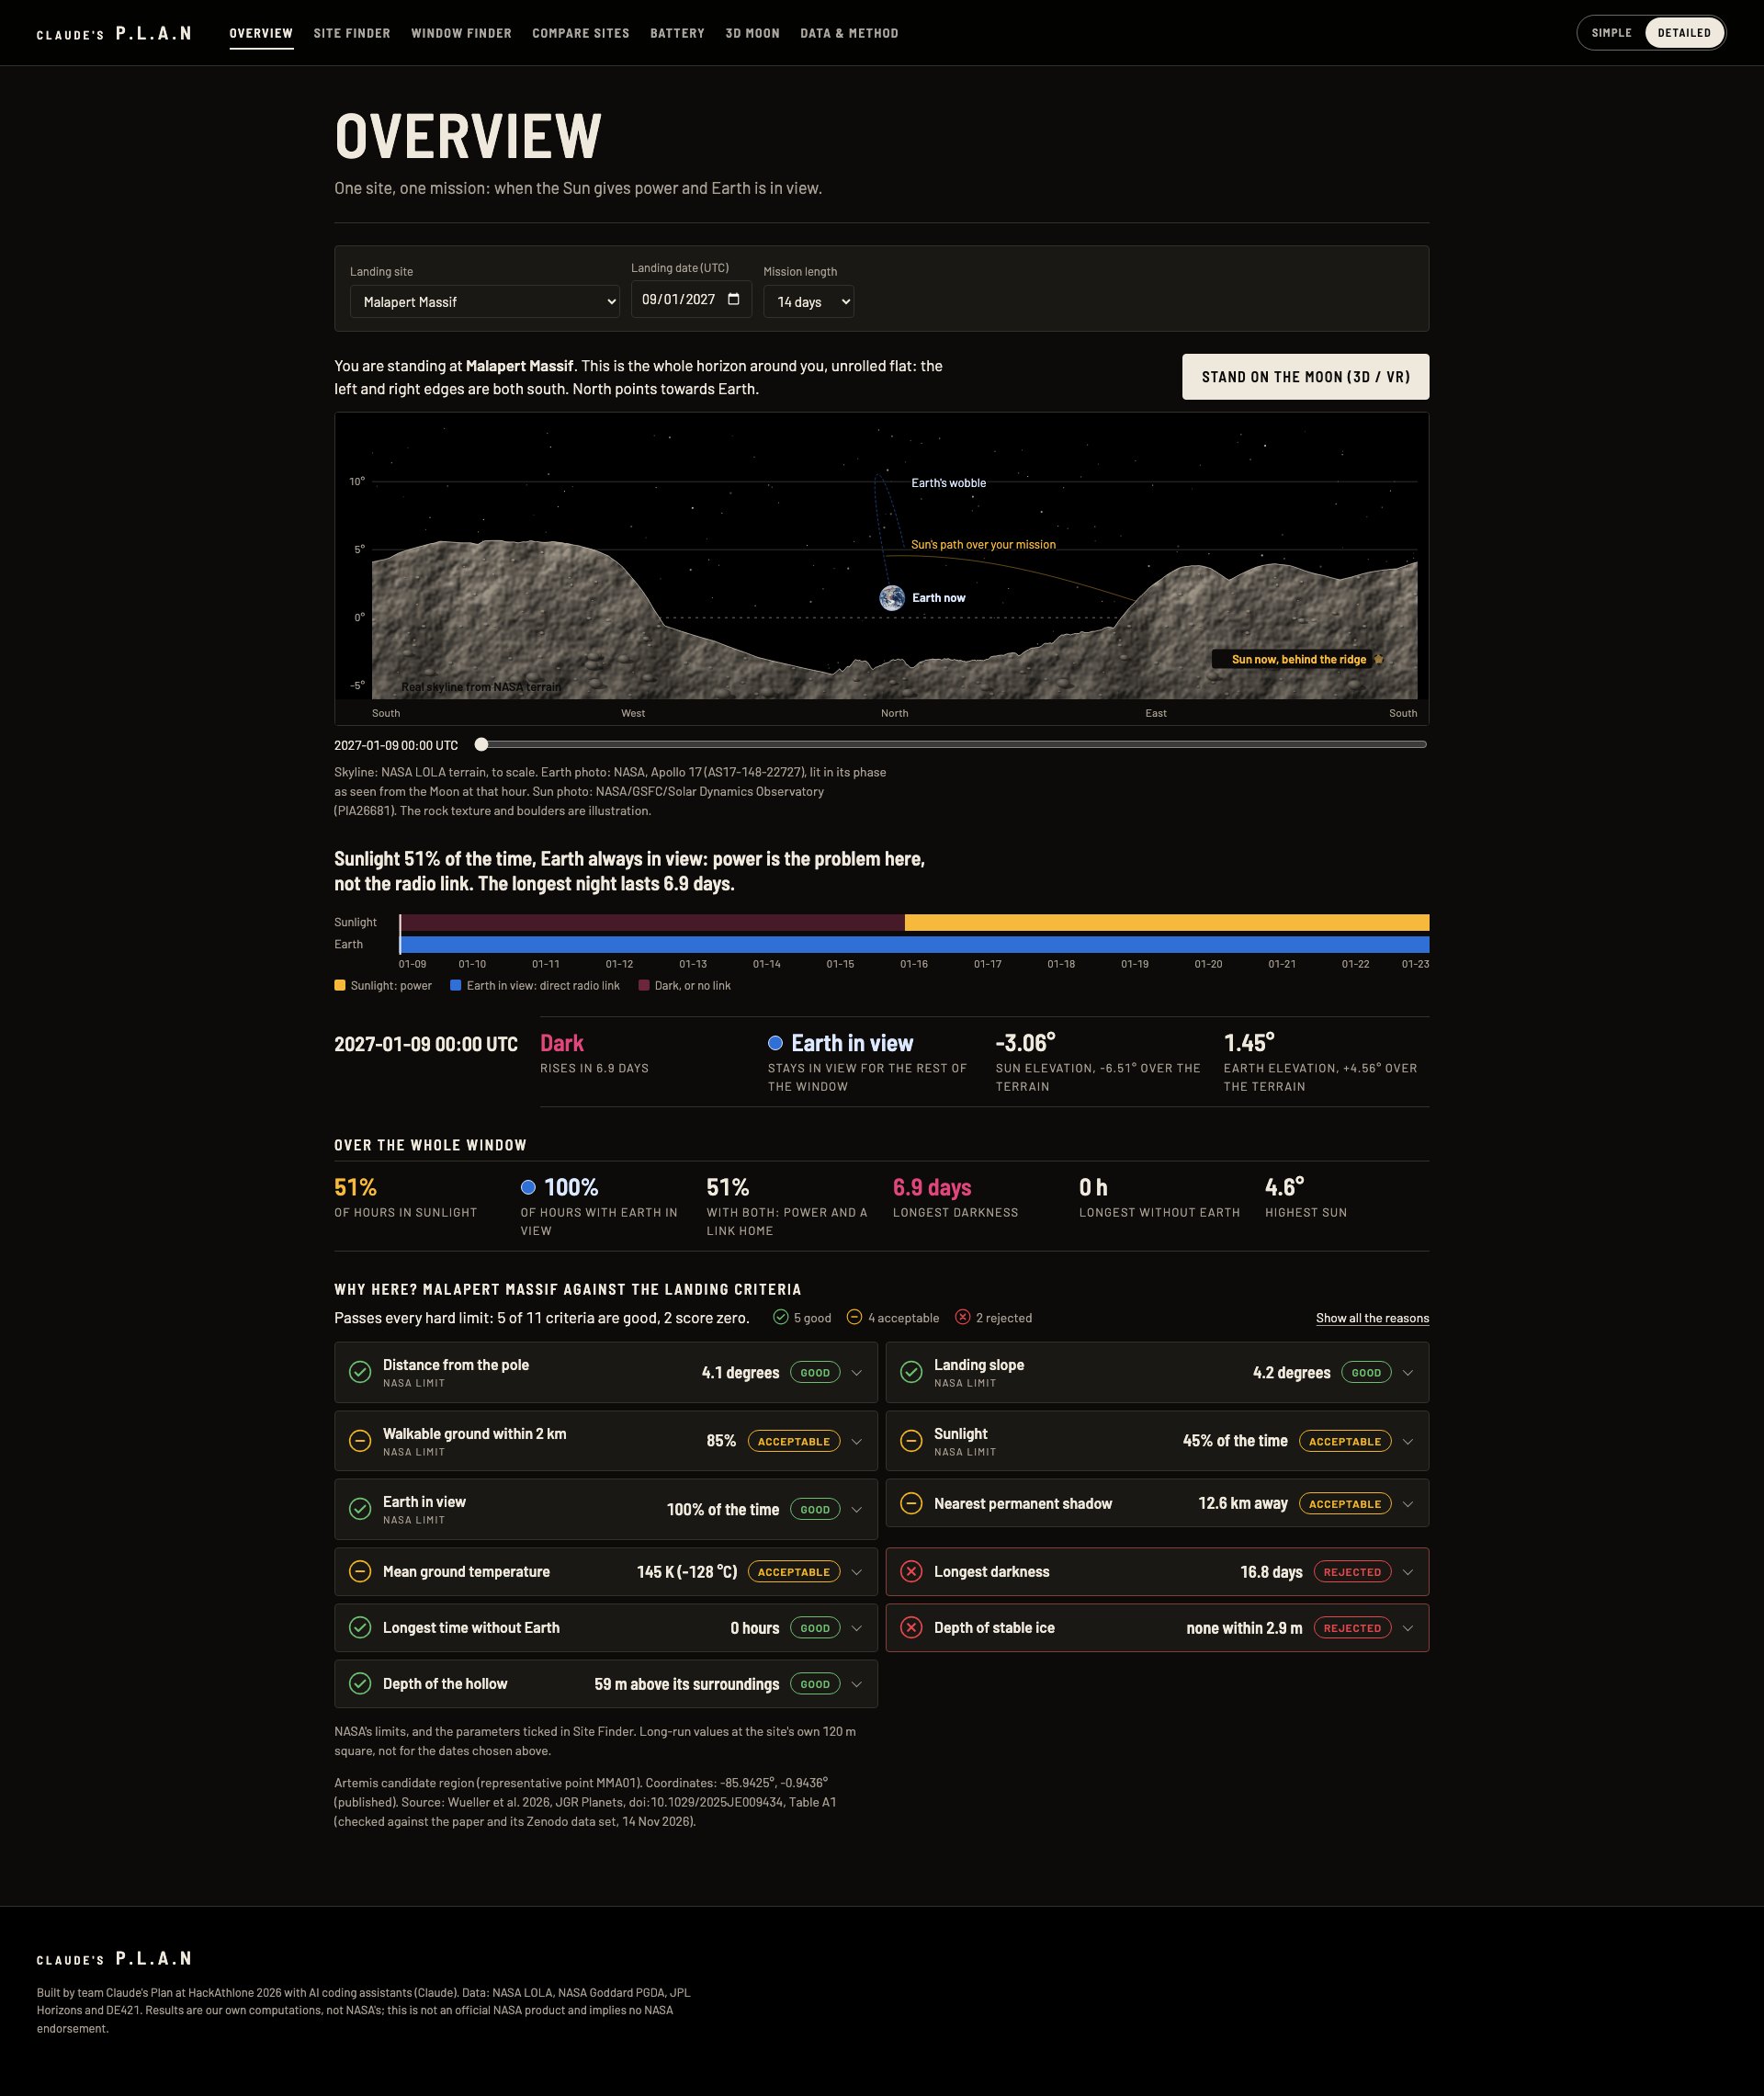 CLAUDE'S P.L.A.N
OVERVIEW
SITE FINDER
WINDOW FINDER
COMPARE SITES
BATTERY
3D MOON
DATA & METHOD
SIMPLE
DETAILED
OVERVIEW
One site, one mission: when the Sun gives power and Earth is in view.
Landing site
Malapert Massif
Landing date (UTC)
09/01/2027
Mission length
14 days
You are standing at Malapert Massif. This is the whole horizon around you, unrolled flat: the
left and right edges are both south. North points towards Earth.
STAND ON THE MOON (3D / VR)
10°
Earth's wobble
5°
Sun's path over your mission
Earth now
0°
Sun now, behind the ridge
-5°
Real skyline from NASA terrain
South
West
North
East
South
2027-01-09 00:00 UTC
Skyline: NASA LOLA terrain, to scale. Earth photo: NASA, Apollo 17 (AS17-148-22727), lit in its phase
as seen from the Moon at that hour. Sun photo: NASA/GSFC/Solar Dynamics Observatory
(PIA26681). The rock texture and boulders are illustration.
Sunlight 51% of the time, Earth always in view: power is the problem here,
not the radio link. The longest night lasts 6.9 days.
Sunlight
Earth
01-09 01-10 01-11 01-12 01-13 01-14 01-15 01-16 01-17 01-18 01-19 01-20 01-21 01-22 01-23
Sunlight: power
Earth in view: direct radio link
Dark, or no link
2027-01-09 00:00 UTC
Dark
RISES IN 6.9 DAYS
Earth in view
STAYS IN VIEW FOR THE REST OF
THE WINDOW
-3.06°
SUN ELEVATION, -6.51° OVER THE
TERRAIN
1.45°
EARTH ELEVATION, +4.56° OVER
THE TERRAIN
OVER THE WHOLE WINDOW
51%
OF HOURS IN SUNLIGHT
100%
OF HOURS WITH EARTH IN
VIEW
51%
WITH BOTH: POWER AND A
LINK HOME
6.9 days
LONGEST DARKNESS
0 h
LONGEST WITHOUT EARTH
4.6°
HIGHEST SUN
WHY HERE? MALAPERT MASSIF AGAINST THE LANDING CRITERIA
Passes every hard limit: 5 of 11 criteria are good, 2 score zero.
5 good
4 acceptable
2 rejected
Show all the reasons
Distance from the pole
NASA LIMIT
4.1 degrees
GOOD
Landing slope
NASA LIMIT
4.2 degrees
GOOD
Walkable ground within 2 km
NASA LIMIT
85%
ACCEPTABLE
Sunlight
NASA LIMIT
45% of the time
ACCEPTABLE
Earth in view
NASA LIMIT
100% of the time
GOOD
Nearest permanent shadow
12.6 km away
ACCEPTABLE
Mean ground temperature
145 K (-128 °C)
ACCEPTABLE
Longest darkness
16.8 days
REJECTED
Longest time without Earth
0 hours
GOOD
Depth of stable ice
none within 2.9 m
REJECTED
Depth of the hollow
59 m above its surroundings
GOOD
NASA's limits, and the parameters ticked in Site Finder. Long-run values at the site's own 120 m
square, not for the dates chosen above.
Artemis candidate region (representative point MMA01). Coordinates: -85.9425°, -0.9436°
(published). Source: Wueller et al. 2026, JGR Planets, doi:10.1029/2025JE009434, Table A1
(checked against the paper and its Zenodo data set, 14 Nov 2026).
CLAUDE'S P.L.A.N
Built by team Claude's Plan at HackAthlone 2026 with AI coding assistants (Claude). Data: NASA LOLA, NASA Goddard PGDA, JPL
Horizons and DE421. Results are our own computations, not NASA's; this is not an official NASA product and implies no NASA
endorsement.